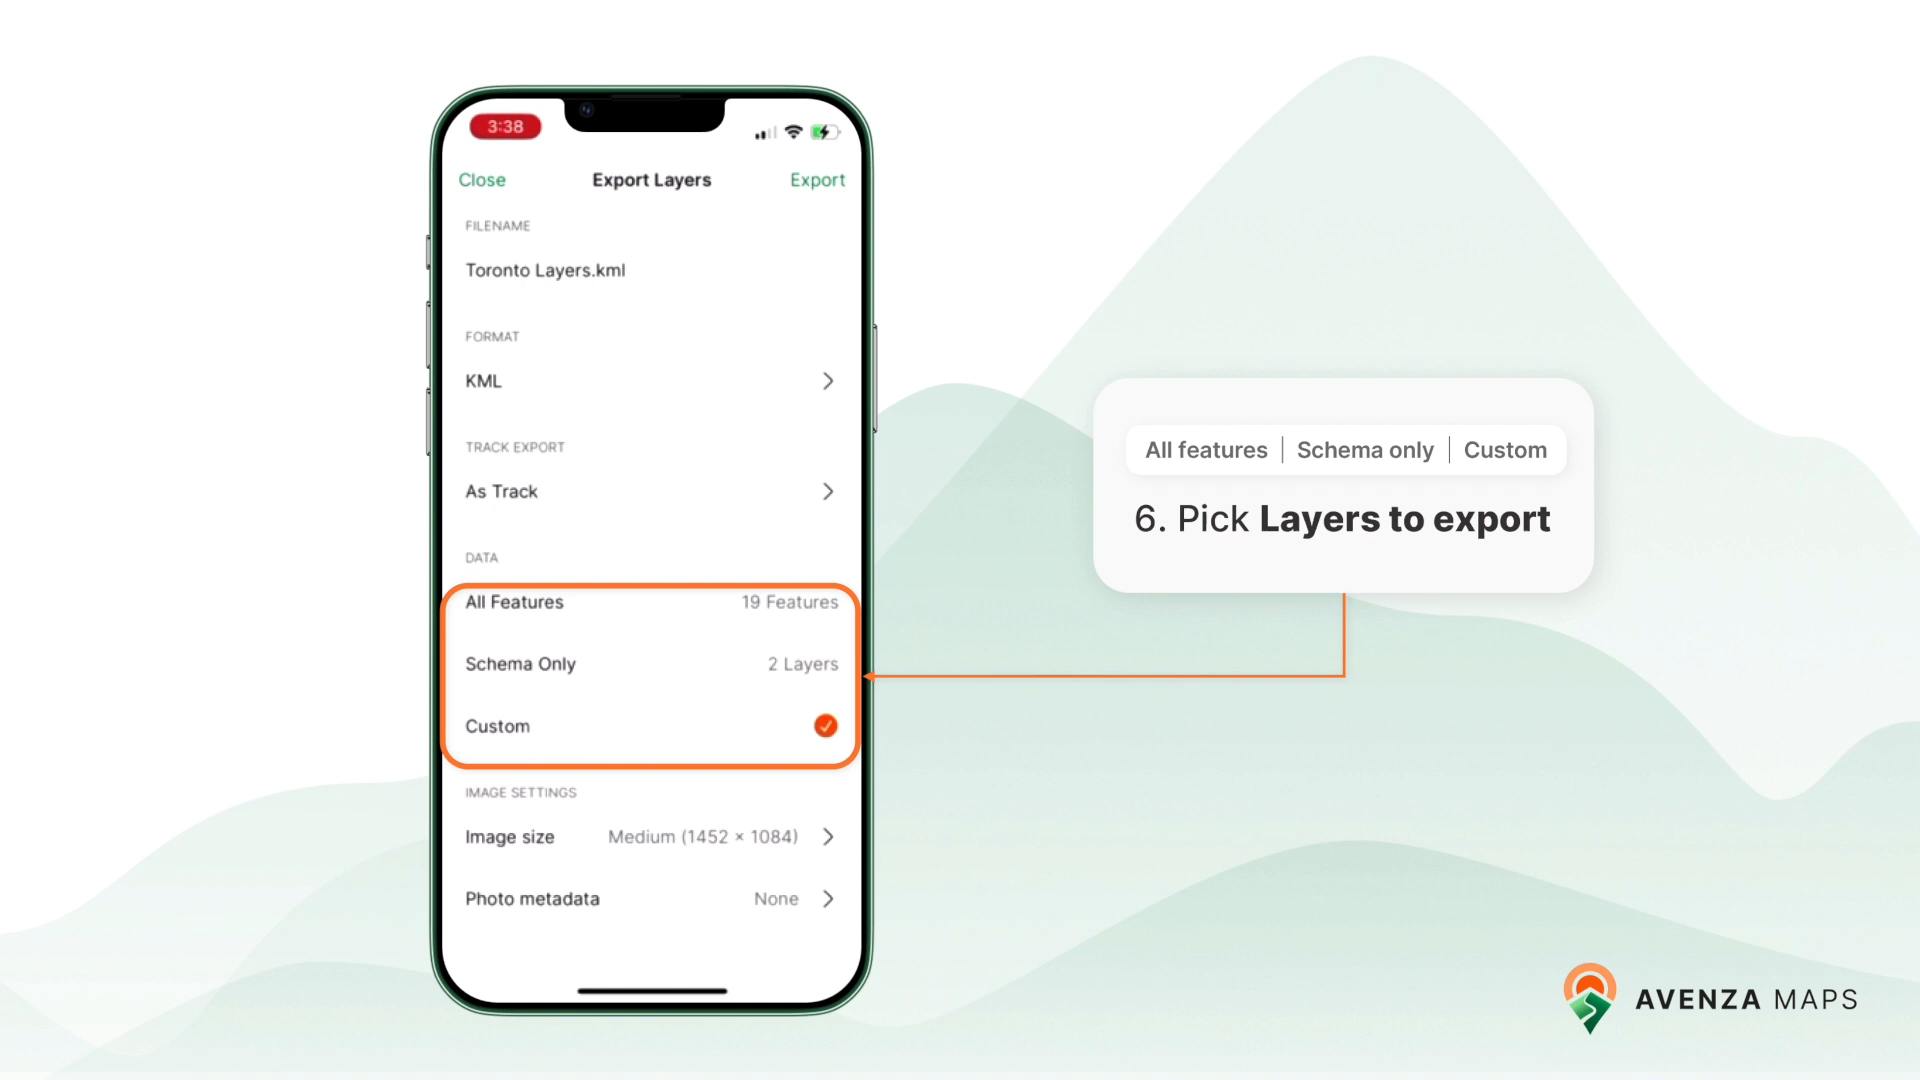 3:38
Close Export Layers Export
FILENAME
Toronto Layers.kml
FORMAT
KML
TRACK EXPORT
As Track
DATA
All Features 19 Features
Schema Only 2 Layers
Custom
IMAGE SETTINGS
Image size Medium (1452 × 1084)
Photo metadata None
All features | Schema only | Custom
6. Pick Layers to export
AVENZA MAPS